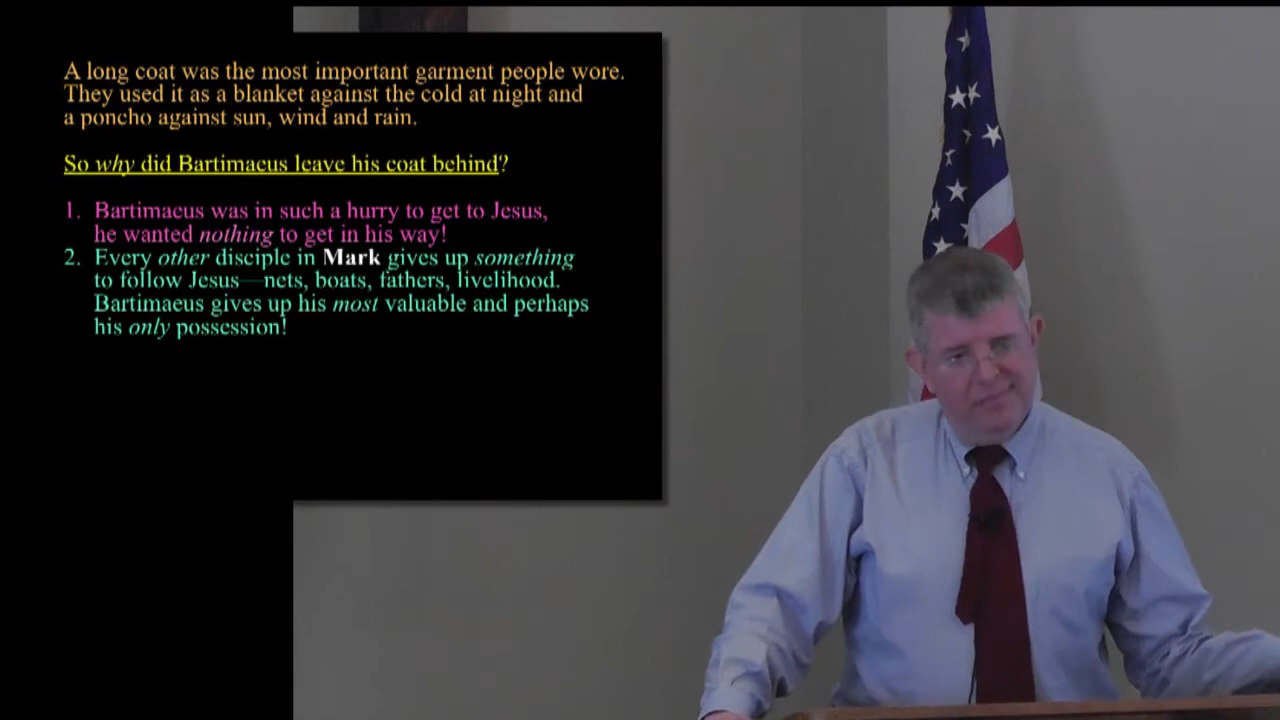 A long coat was the most important garment people wore.
They used it as a blanket against the cold at night and
a poncho against sun, wind and rain.
So why did Bartimaeus leave his coat behind?
1. Bartimaeus was in such a hurry to get to Jesus,
he wanted nothing to get in his way!
2. Every other disciple in Mark gives up something
to follow Jesus—nets, boats, fathers, livelihood.
Bartimaeus gives up his most valuable and perhaps
his only possession!